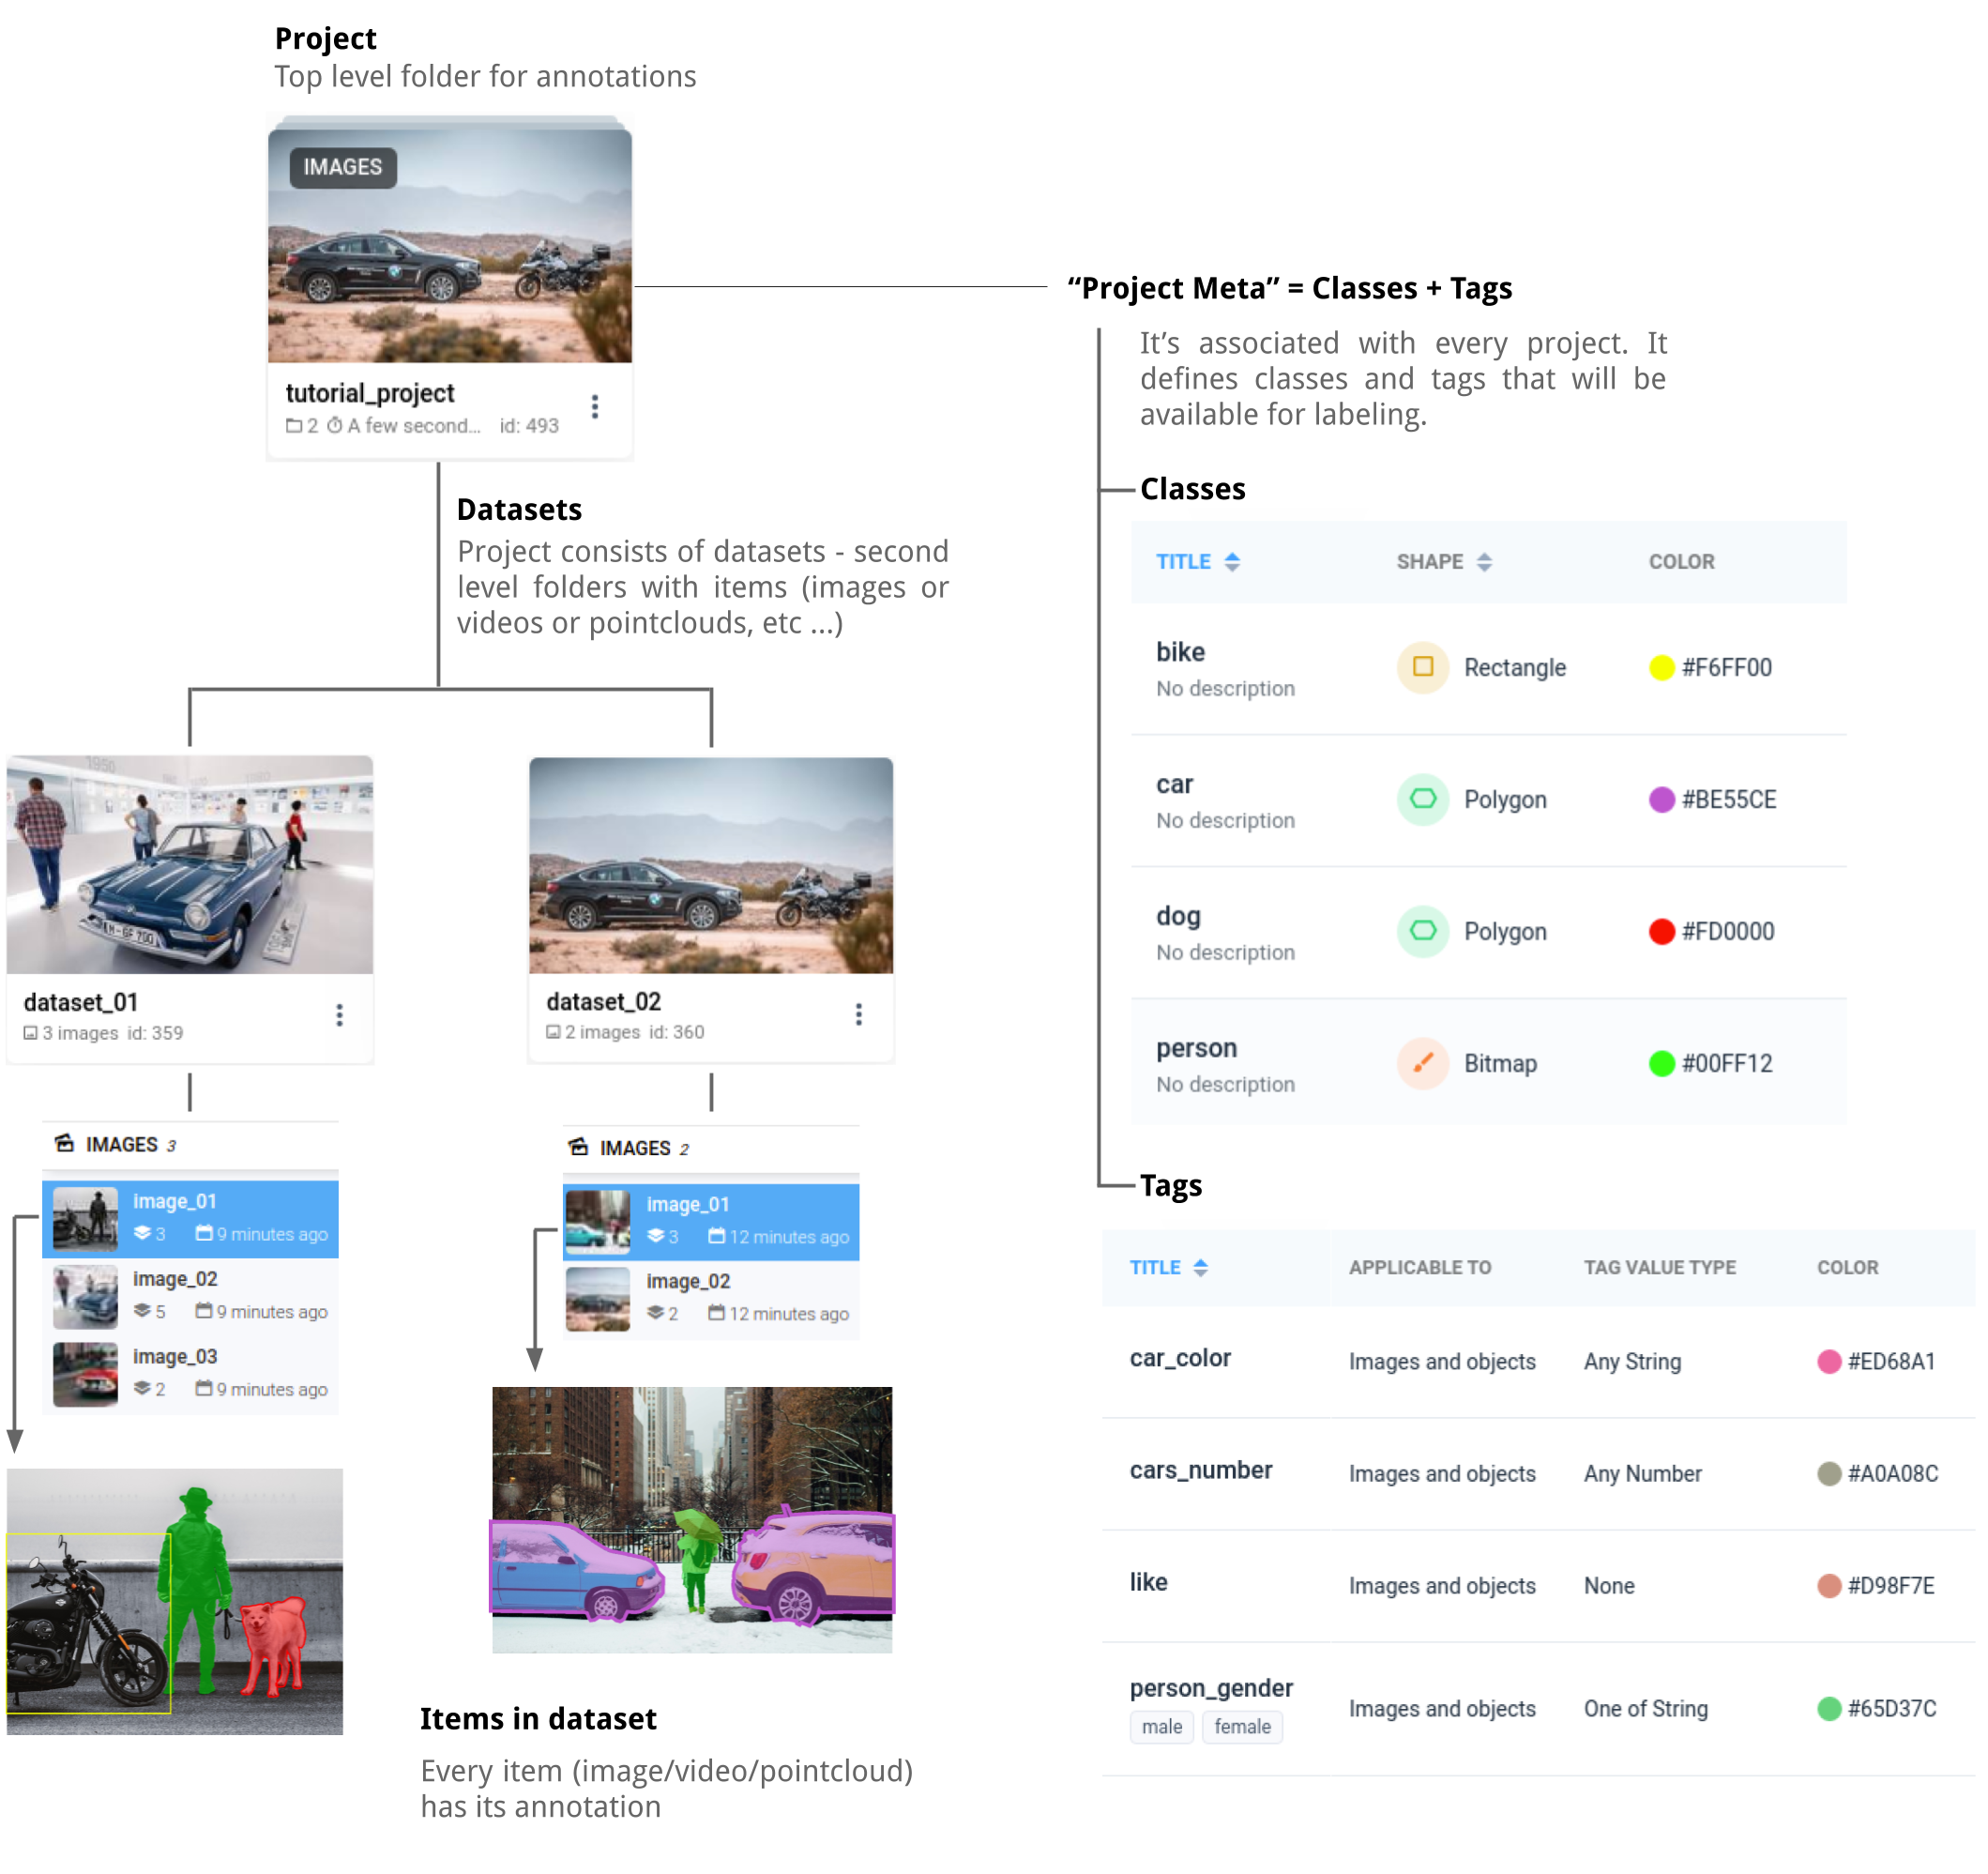 Project
Top level folder for annotations
IMAGES
tutorial_project
2 A few second... id: 493
Datasets
Project consists of datasets - second
level folders with items (images or
videos or pointclouds, etc ...)
1950
M-GF 700
dataset_01
3 images id: 359
dataset_02
2 images id: 360
IMAGES 3
image_01
3 9 minutes ago
image_02
5 9 minutes ago
image_03
2 9 minutes ago
IMAGES 2
image_01
3 12 minutes ago
image_02
2 12 minutes ago
Items in dataset
Every item (image/video/pointcloud)
has its annotation
“Project Meta” = Classes + Tags
It’s associated with every project. It
defines classes and tags that will be
available for labeling.
Classes
TITLE SHAPE COLOR
bike Rectangle #F6FF00
No description
car Polygon #BE55CE
No description
dog Polygon #FD0000
No description
person Bitmap #00FF12
No description
Tags
TITLE APPLICABLE TO TAG VALUE TYPE COLOR
car_color Images and objects Any String #ED68A1
cars_number Images and objects Any Number #A0A08C
like Images and objects None #D98F7E
person_gender Images and objects One of String #65D37C
male female